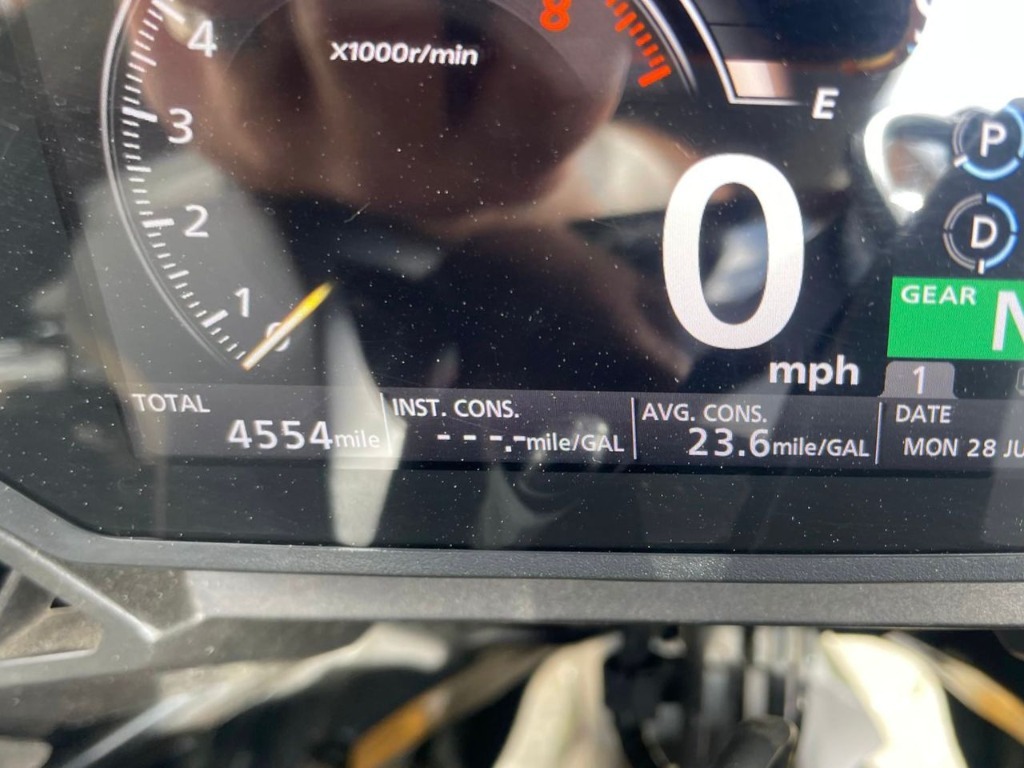 4
8
x1000r/min
3
E
P
2
D
0
1
GEAR
mph
1
TOTAL
INST. CONS.
AVG. CONS.
DATE
4554mile
---.-mile/GAL
23.6mile/GAL
MON 28